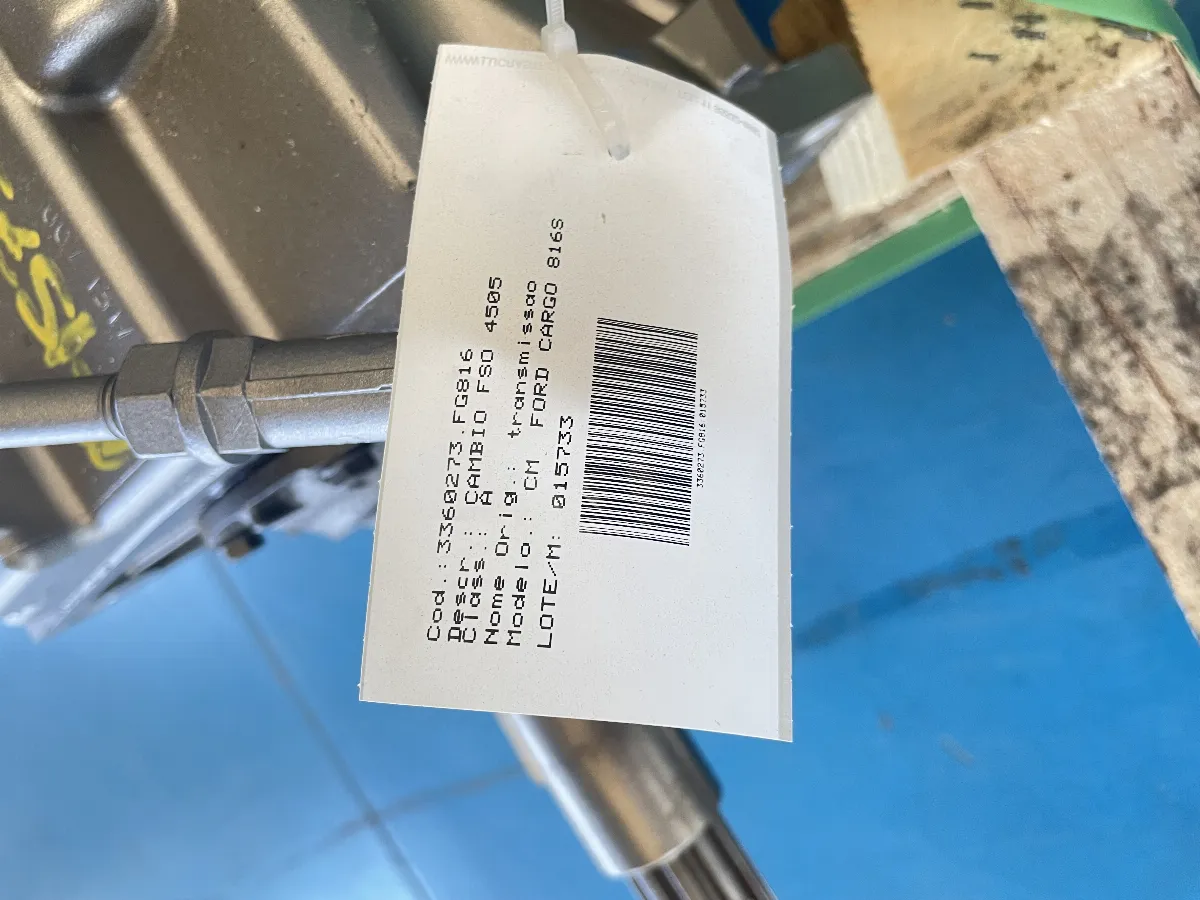 Cod.:3360273.FG816
Descr.: CAMBIO FSO 4505
Class.: A
Nome Orig.: transmissao
Modelo.: CM FORD CARGO 816S
LOTE/M: 015733
3360273.FG816 015733